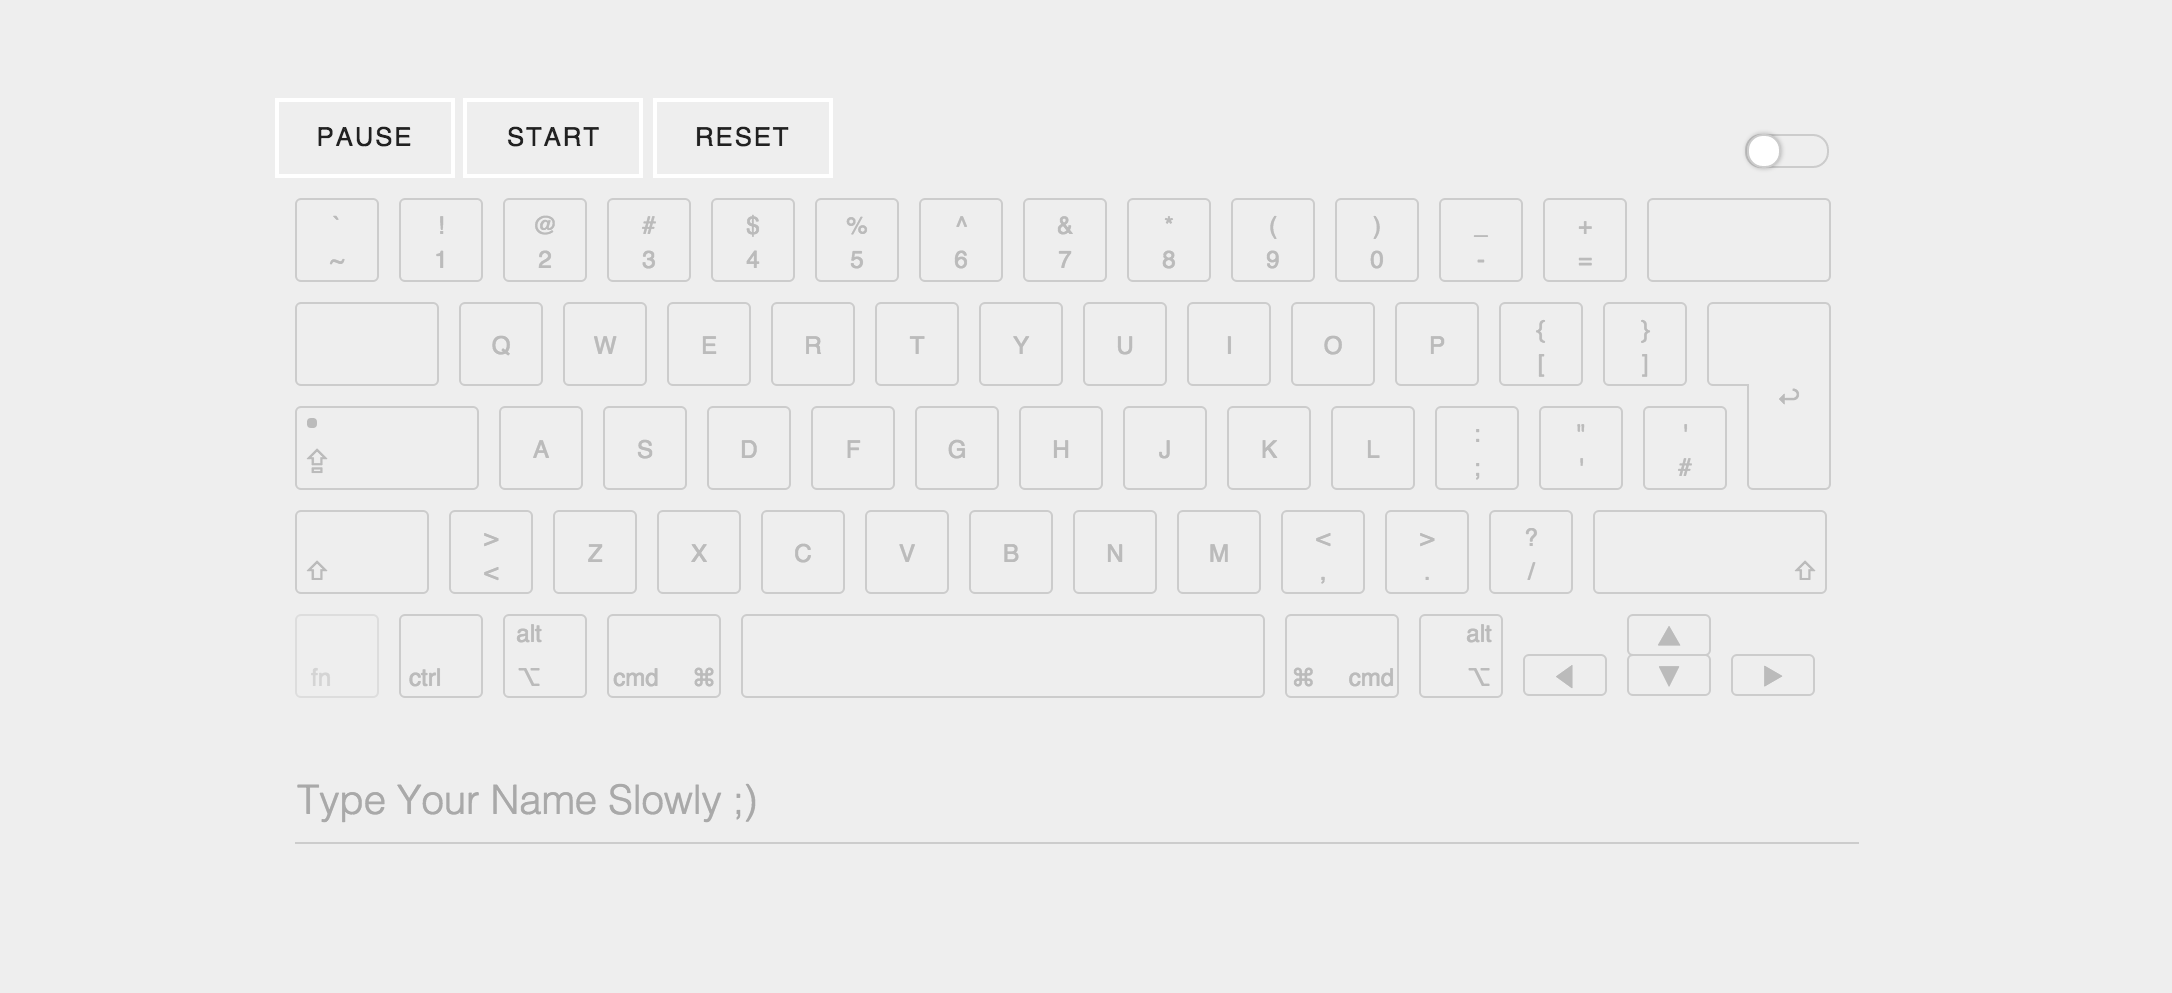 PAUSE START RESET
` ! @ # $ % ^ & * ( ) _ +
~ 1 2 3 4 5 6 7 8 9 0 - =
Q W E R T Y U I O P { }
[ ]
A S D F G H J K L : " '
; ' #
> Z X C V B N M < > ?
< , . /
alt alt
fn ctrl ⌥ cmd ⌘ ⌘ cmd ⌥
Type Your Name Slowly ;)